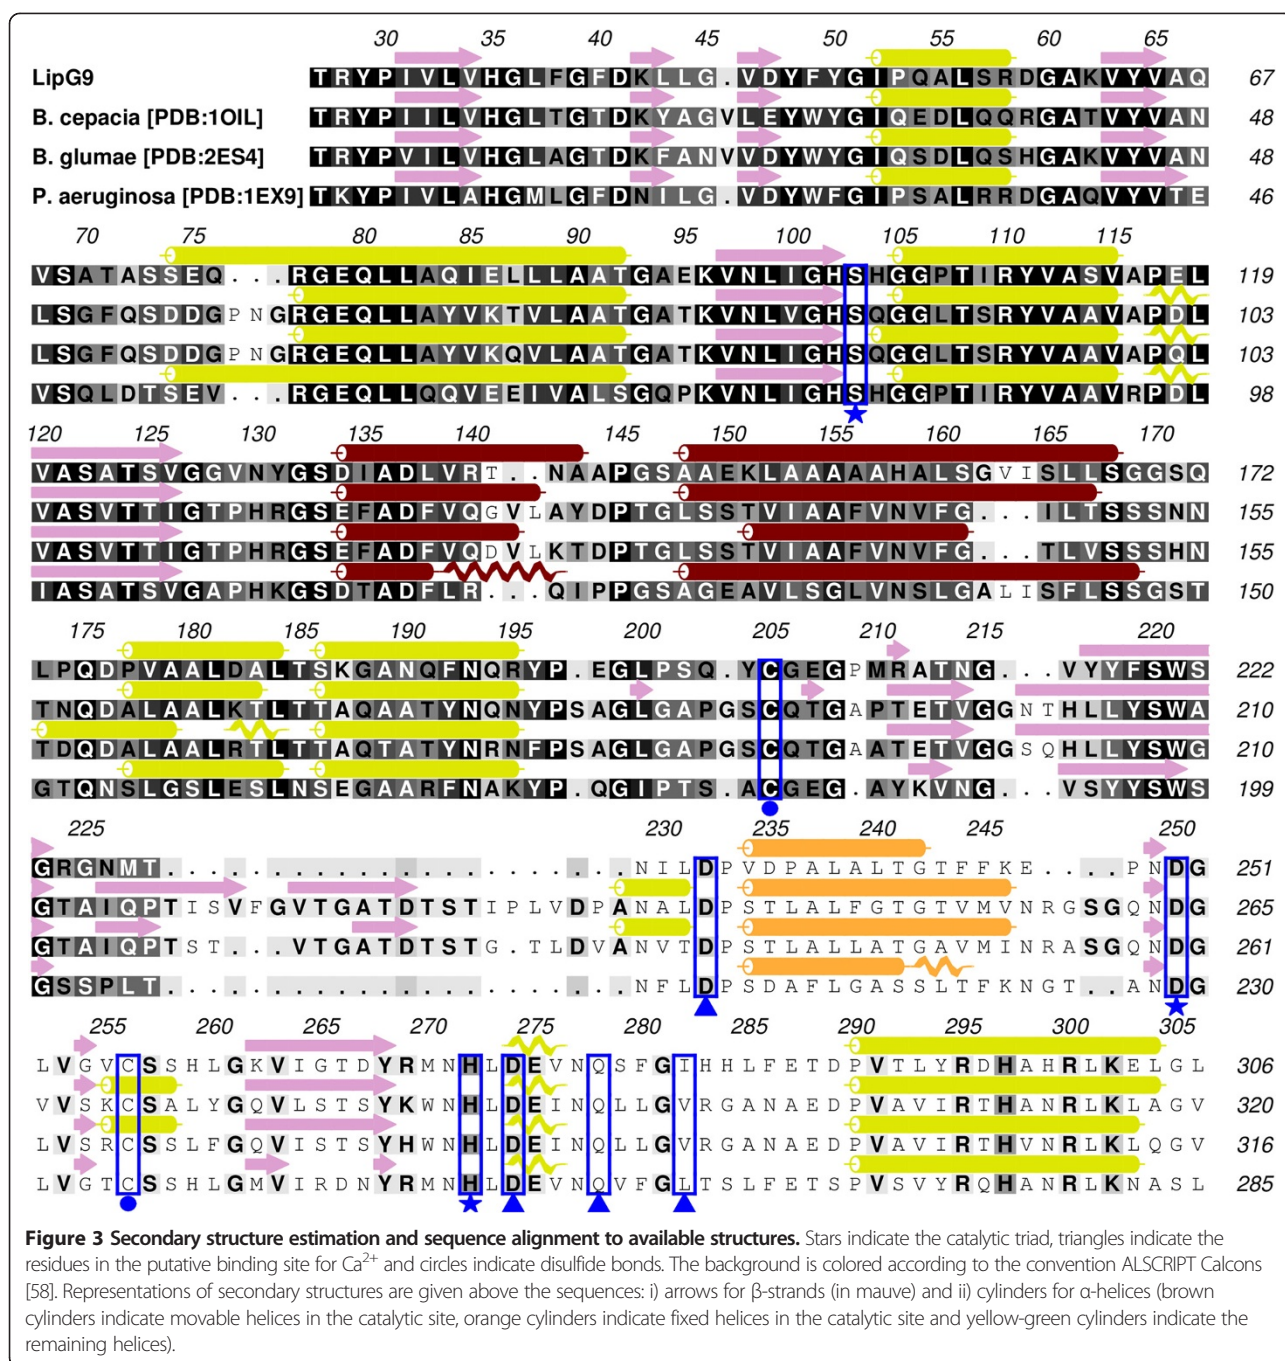 30 35 40 45 50 55 60 65
LipG9 TRYPIVLVHGLFGFDKLLG.VDYFYGIPQALSRDGAKVYVAQ 67
B. cepacia [PDB:1OIL] TRYPIILVHGLTGTDKYAGVLEYWYGIQEDLQQRGATVYVAN 48
B. glumae [PDB:2ES4] TRYPVILVHGLAGTDKFANVVDYWYGIQSDLQSHGAKVYVAN 48
P. aeruginosa [PDB:1EX9] TKYPIVLAHGMLGFDNILG.VDYWFGIPSALRRDGAQVYVTE 46
70 75 80 85 90 95 100 105 110 115
VSATASSEQ...RGEQLLAQIELLLAATGAEKVNLIGHSHGGPTIRYVASVAPEL 119
LSGFQSDDGPNGRGEQLLAYVKTVLAATGATKVNLVGHSQGGLTSRYVAAVAPDL 103
LSGFQSDDGPNGRGEQLLAYVKQVLAATGATKVNLIGHSQGGLTSRYVAAVAPQL 103
VSQLDTSEV...RGEQLLQQVEEIVALSGQPKVNLIGHSHGGPTIRYVAAVRPDL 98
120 125 130 135 140 145 150 155 160 165 170
VASATSVGGVNYGSDIADLVRT..NAAPGSAAEKLAAAAAHALSGVISLLSGGSQ 172
VASVTTIGTPHRGSEFADFVQGVLAYDPTGLSSTVIAAFVNVFG...ILTSSSNN 155
VASVTTIGTPHRGSEFADFVQDVLKTDPTGLSSTVIAAFVNVFG...TLVSSSHN 155
IASATSVGAPHKGSDTADFLR...QIPPGSAGEAVLSGLVNSLGALISFLSSGST 150
175 180 185 190 195 200 205 210 215 220
LPQDPVAALDALTSKGANQFNQRYP.EGLPSQ.YCGEGPMRATNG...VYYFSWS 222
TNQDALAALKTLTTAQAATYNQNYPSAGLGAPGSCQTGAPTETVGGNTHLLYSWA 210
TDQDALAALRTLTTAQTATYNRNFPSAGLGAPGSCQTGAATETVGGSQHLLYSWG 210
GTQNSLGSLESLNSEGAARFNAKYP.QGIPTS.ACGEG.AYKVNG...VSYYSWS 199
225 230 235 240 245 250
GRGNMT......................NILDPVDPALALTGTFFKE....PNDG 251
GTAIQPTISVFGVTGATDTSTIPLVDPANALDPSTLALFGTGTVMVNRGSGQNDG 265
GTAIQPTST...VTGATDTSTG.TLDVANVTDPSTLALLATGAVMINRASGQNDG 261
GSSPLT......................NFLDPSDAFLGASSLTFKNGT..ANDG 230
255 260 265 270 275 280 285 290 295 300 305
LVGVCSSHLGKVIGTDYRMNHLDEVNQSFGIHHLFETDPVTLYRDHAHRLKELGL 306
VVSKCSALYGQVLSTSYKWNHLDEINQLLGVRGANAEDPVAVIRTHANRLKLAGV 320
LVSRCSSLFGQVISTSYHWNHLDEINQLLGVRGANAEDPVAVIRTHVNRLKLQGV 316
LVGTCSSHLGMVIRDNYRMNHLDEVNQVFGLTSLFETSPVSVYRQHANRLKNASL 285
Figure 3 Secondary structure estimation and sequence alignment to available structures. Stars indicate the catalytic triad, triangles indicate the
residues in the putative binding site for Ca2+ and circles indicate disulfide bonds. The background is colored according to the convention ALSCRIPT Calcons
[58]. Representations of secondary structures are given above the sequences: i) arrows for β-strands (in mauve) and ii) cylinders for α-helices (brown
cylinders indicate movable helices in the catalytic site, orange cylinders indicate fixed helices in the catalytic site and yellow-green cylinders indicate the
remaining helices).